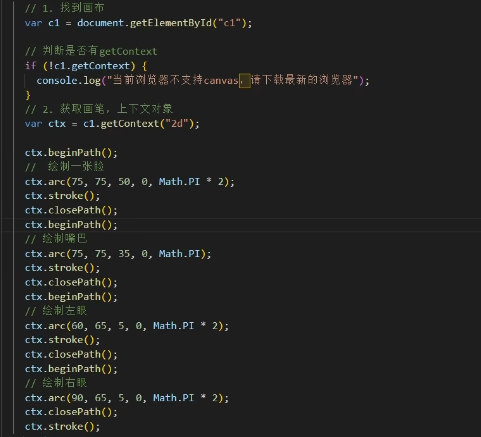 // 1. 找到画布
var c1 = document.getElementById("c1");
// 判断是否有getContext
if (!c1.getContext) {
console.log("当前浏览器不支持canvas，请下载最新的浏览器");
}
// 2. 获取画笔，上下文对象
var ctx = c1.getContext("2d");
ctx.beginPath();
//  绘制一张脸
ctx.arc(75, 75, 50, 0, Math.PI * 2);
ctx.stroke();
ctx.closePath();
ctx.beginPath();
// 绘制嘴巴
ctx.arc(75, 75, 35, 0, Math.PI);
ctx.stroke();
ctx.closePath();
ctx.beginPath();
// 绘制左眼
ctx.arc(60, 65, 5, 0, Math.PI * 2);
ctx.stroke();
ctx.closePath();
ctx.beginPath();
// 绘制右眼
ctx.arc(90, 65, 5, 0, Math.PI * 2);
ctx.closePath();
ctx.stroke();